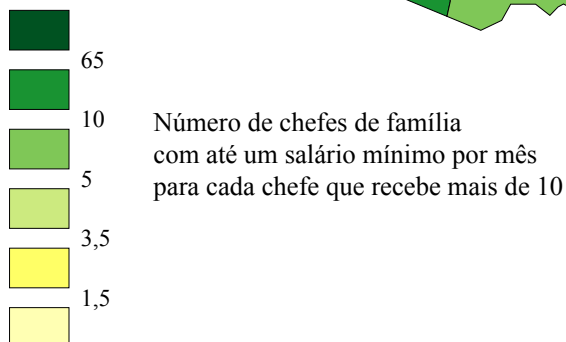 65
10
5
3,5
1,5
Número de chefes de família
com até um salário mínimo por mês
para cada chefe que recebe mais de 10